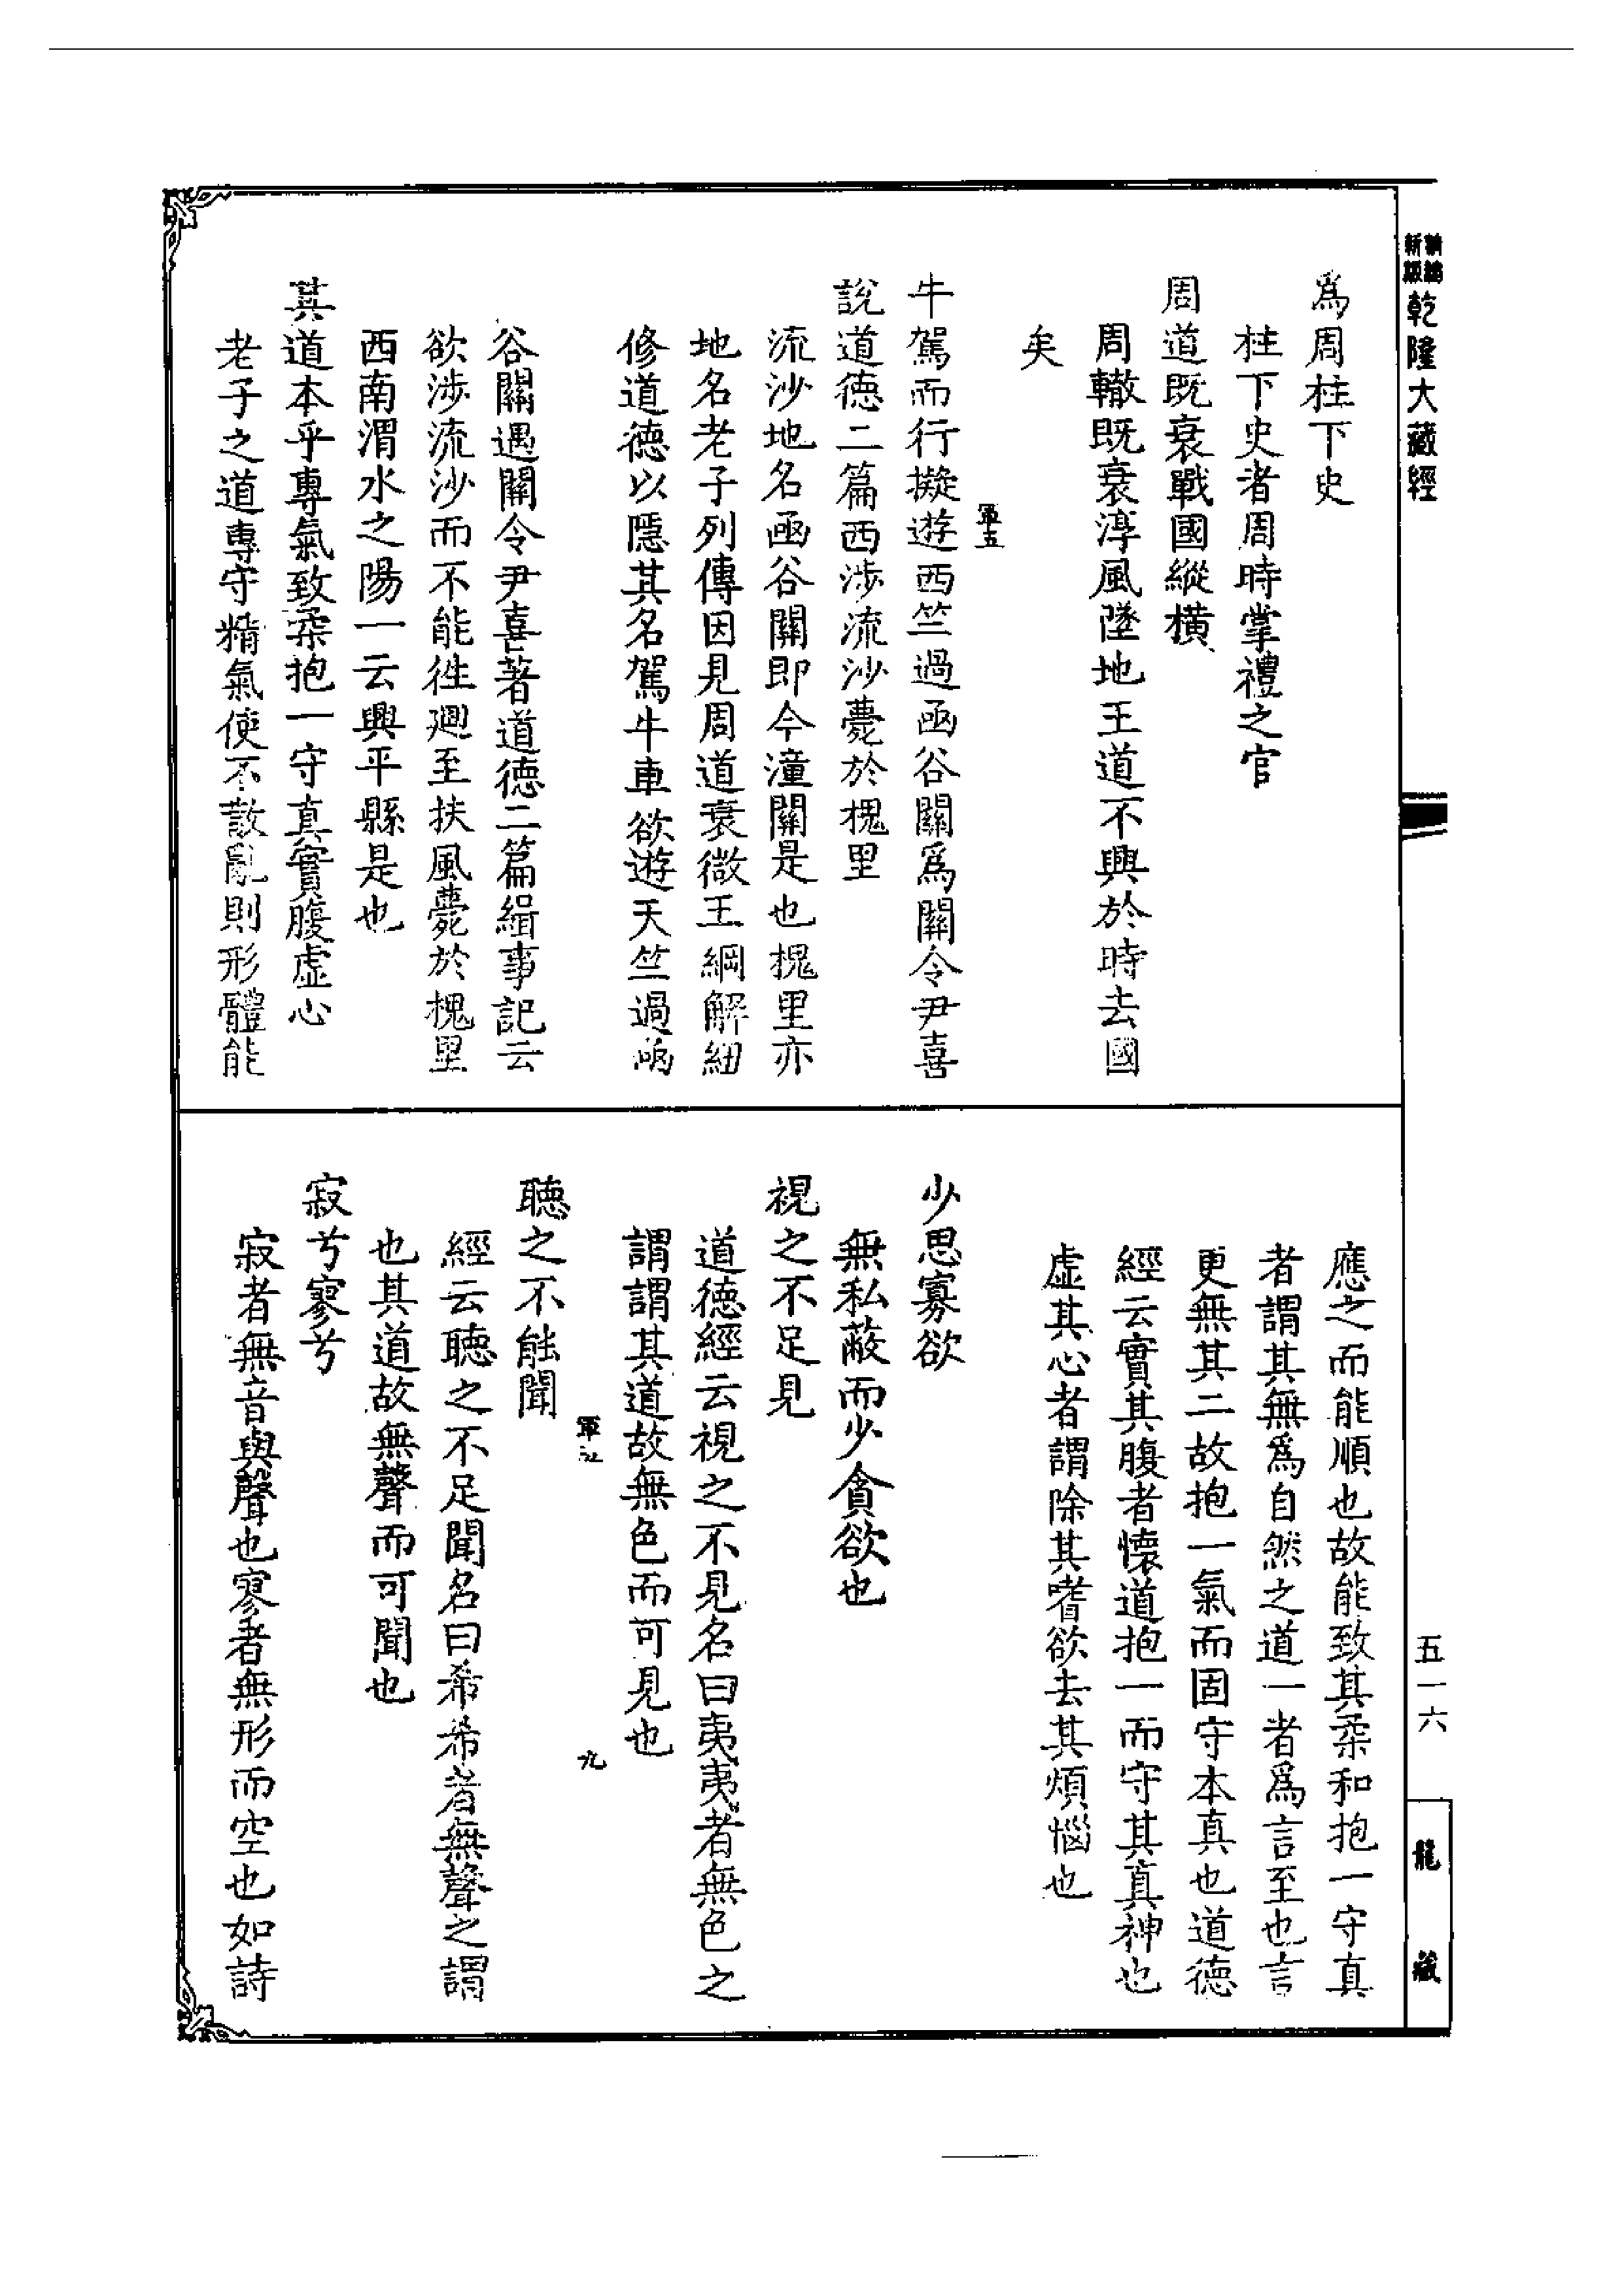 新編
新版
乾隆大藏經
爲周柱下史
柱下史者周時掌禮之官
周道既衰戰國縱橫
周轍既衰淳風墜地王道不興於時去國
矣
軍五
牛駕而行擬遊西竺過函谷關爲關令尹喜
說道德二篇西涉流沙薨於槐里
流沙地名函谷關即今潼關是也槐里亦
地名老子列傳因見周道衰微王綱解紐
修道德以隱其名駕牛車欲遊天竺過函
谷關遇關令尹喜著道德二篇緝事記云
欲涉流沙而不能徃廻至扶風薨於槐里
西南渭水之陽一云興平縣是也
其道本乎專氣致柔抱一守真實腹虛心
老子之道專守精氣使不散亂則形體能
應之而能順也故能致其柔和抱一守真
者謂其無爲自然之道一者爲言至也言
更無其二故抱一氣而固守本真也道德
經云實其腹者懷道抱一而守其真神也
虛其心者謂除其嗜欲去其煩惱也
少思寡欲
無私蔽而少貪欲也
視之不足見
道德經云視之不見名曰夷夷者無色之
謂謂其道故無色而可見也
軍
九
聽之不能聞
經云聽之不足聞名曰希希者無聲之謂
也其道故無聲而可聞也
寂兮寥兮
寂者無音與聲也寥者無形而空也如詩
五一六
龍藏